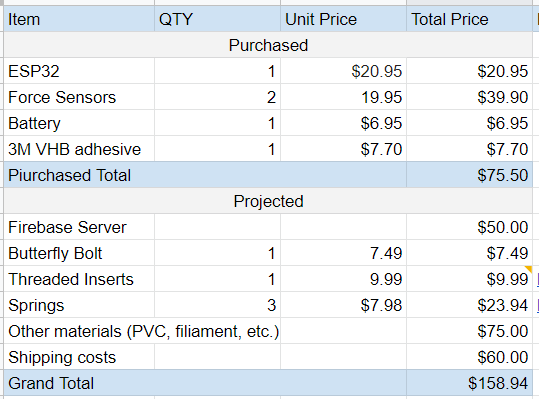 Item QTY Unit Price Total Price
Purchased
ESP32 1 $20.95 $20.95
Force Sensors 2 19.95 $39.90
Battery 1 $6.95 $6.95
3M VHB adhesive 1 $7.70 $7.70
Piurchased Total $75.50
Projected
Firebase Server $50.00
Butterfly Bolt 1 7.49 $7.49
Threaded Inserts 1 9.99 $9.99
Springs 3 $7.98 $23.94
Other materials (PVC, filiament, etc.) $75.00
Shipping costs $60.00
Grand Total $158.94